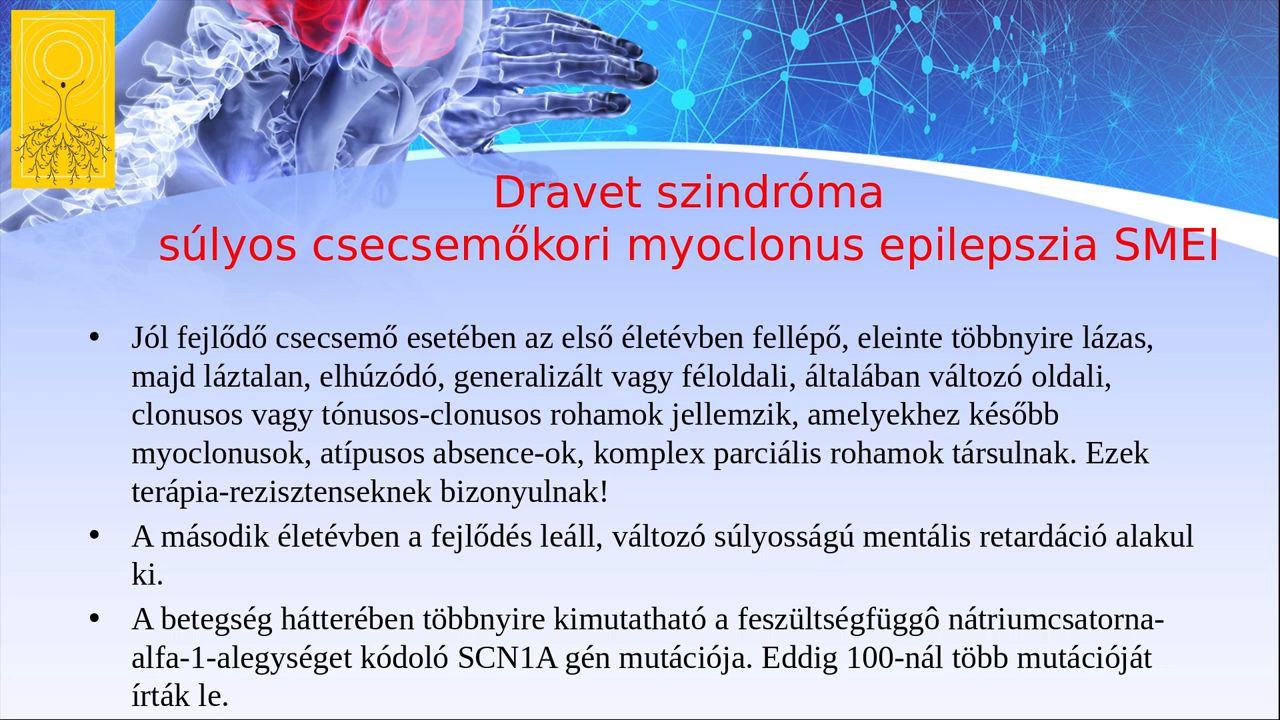 Dravet szindróma
súlyos csecsemőkori myoclonus epilepszia SMEI
• Jól fejlődő csecsemő esetében az első életévben fellépő, eleinte többnyire lázas,
majd láztalan, elhúzódó, generalizált vagy féloldali, általában változó oldali,
clonusos vagy tónusos-clonusos rohamok jellemzik, amelyekhez később
myoclonusok, atípusos absence-ok, komplex parciális rohamok társulnak. Ezek
terápia-rezisztenseknek bizonyulnak!
• A második életévben a fejlődés leáll, változó súlyosságú mentális retardáció alakul
ki.
• A betegség hátterében többnyire kimutatható a feszültségfüggô nátriumcsatorna-
alfa-1-alegységet kódoló SCN1A gén mutációja. Eddig 100-nál több mutációját
írták le.